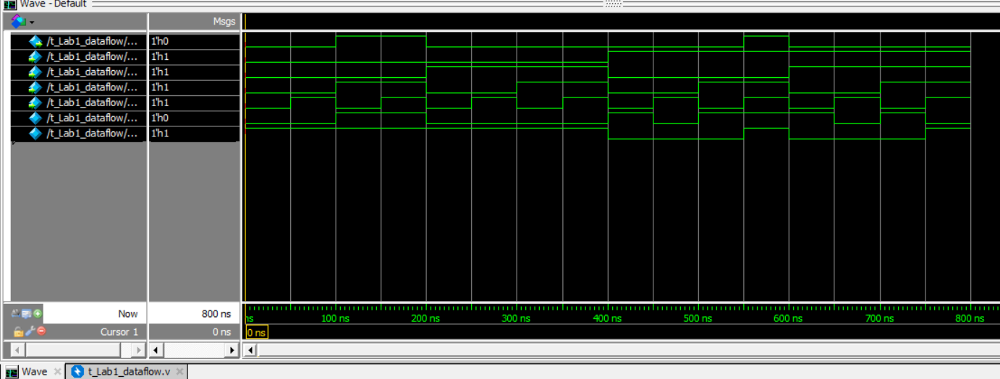 Wave - Default
Msgs
/t_Lab1_dataflow/... 1'h0
/t_Lab1_dataflow/... 1'h1
/t_Lab1_dataflow/... 1'h1
/t_Lab1_dataflow/... 1'h1
/t_Lab1_dataflow/... 1'h1
/t_Lab1_dataflow/... 1'h0
/t_Lab1_dataflow/... 1'h1
Now 800 ns
ns 100 ns 200 ns 300 ns 400 ns 500 ns 600 ns 700 ns 800 ns
Cursor 1 0 ns 0 ns
Wave t_Lab1_dataflow.v